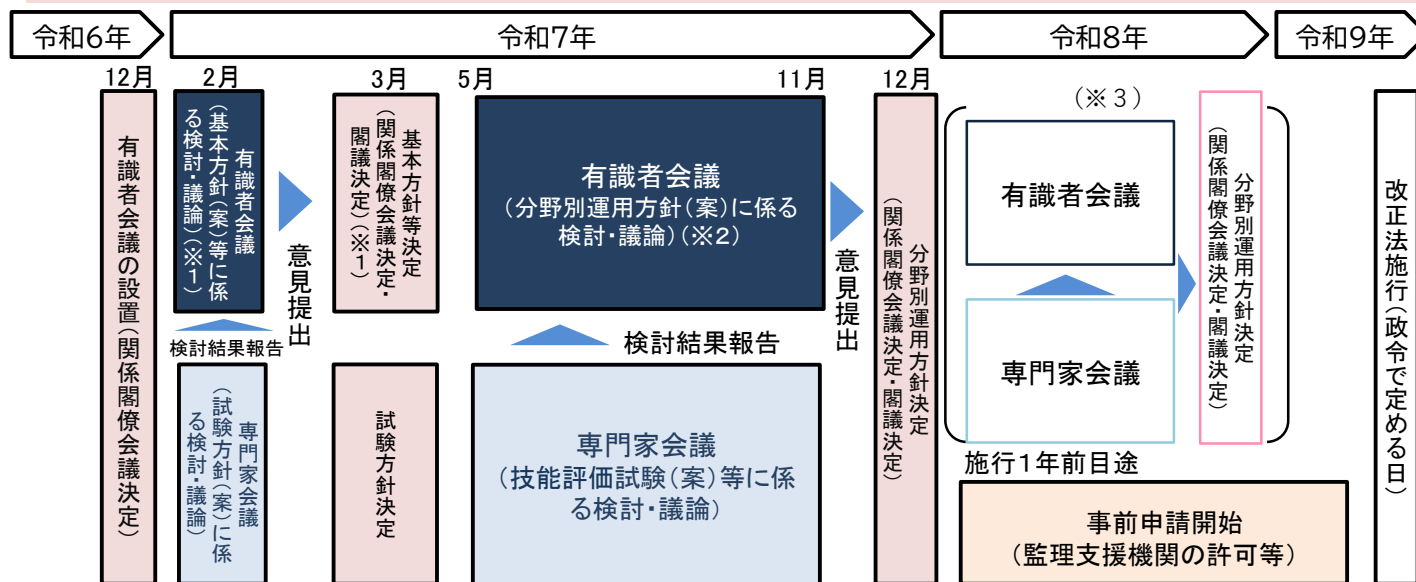 令和6年
令和7年
令和8年
令和9年
12月
2月
3月
5月
11月
12月
有識者会議の設置(関係閣僚会議決定)
有識者会議
(基本方針(案)等に係
る検討・議論)(※1)
検討結果報告
専門家会議
(試験方針(案)に係
る検討・議論)
意見提出
基本方針等決定
(関係閣僚会議決定・
閣議決定)(※1)
試験方針決定
有識者会議
(分野別運用方針(案)に係る
検討・議論)(※2)
検討結果報告
専門家会議
(技能評価試験(案)等に係
る検討・議論)
意見提出
分野別運用方針決定
(関係閣僚会議決定・閣議決定)
(※3)
有識者会議
専門家会議
分野別運用方針決定
(関係閣僚会議決定・閣議決定)
施行1年前目途
事前申請開始
(監理支援機関の許可等)
改正法施行(政令で定める日)